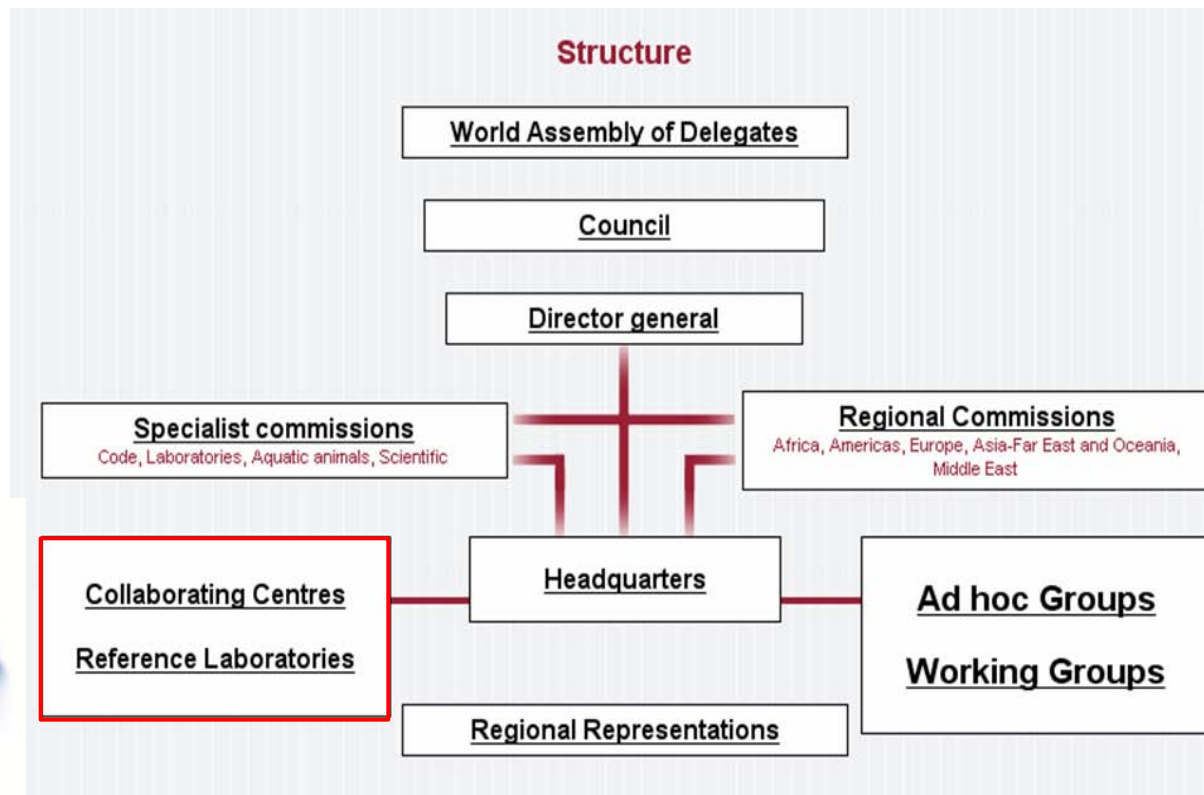 Structure
World Assembly of Delegates
Council
Director general
Specialist commissions
Code, Laboratories, Aquatic animals, Scientific
Regional Commissions
Africa, Americas, Europe, Asia-Far East and Oceania,
Middle East
Collaborating Centres
Reference Laboratories
Headquarters
Ad hoc Groups
Working Groups
Regional Representations